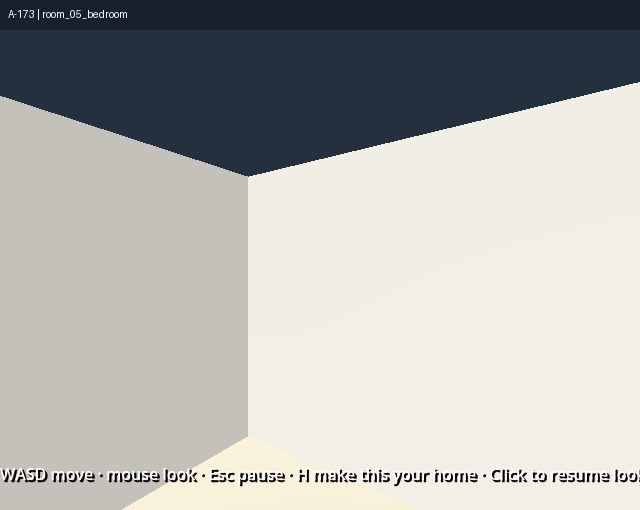 A-173 | room_05_bedroom
WASD move · mouse look · Esc pause · H make this your home · Click to resume loo